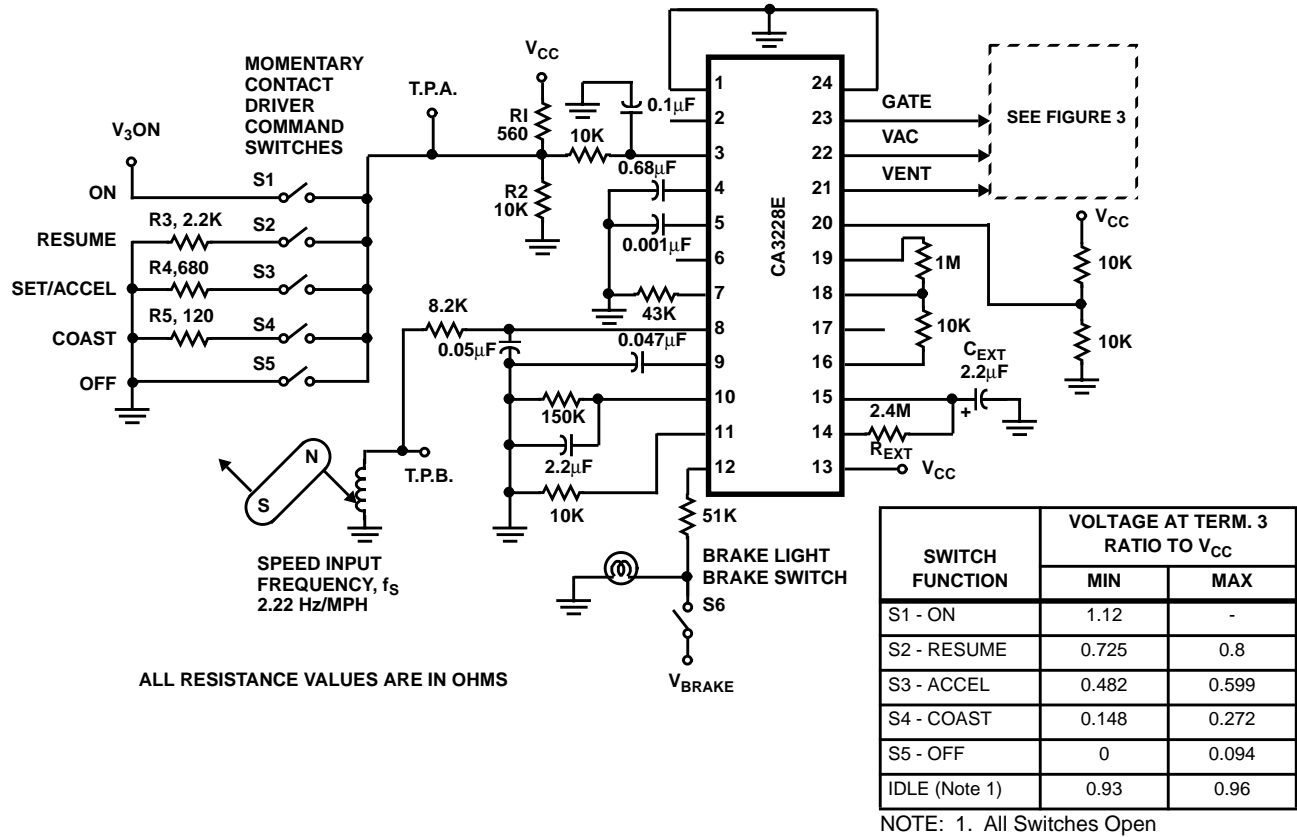 MOMENTARY
CONTACT
DRIVER
COMMAND
SWITCHES
V3ON
ON
S1
RESUME
R3, 2.2K
S2
SET/ACCEL
R4,680
S3
COAST
R5, 120
S4
OFF
S5
T.P.A.
VCC
RI
560
10K
0.1μF
R2
10K
0.68μF
0.001μF
43K
8.2K
0.05μF
0.047μF
150K
2.2μF
10K
T.P.B.
N
S
SPEED INPUT
FREQUENCY, fS
2.22 Hz/MPH
51K
BRAKE LIGHT
BRAKE SWITCH
S6
VBRAKE
CA3228E
1
2
3
4
5
6
7
8
9
10
11
12
24
23
22
21
20
19
18
17
16
15
14
13
GATE
VAC
VENT
SEE FIGURE 3
VCC
10K
10K
1M
10K
CEXT
2.2μF
+
2.4M
REXT
VCC
ALL RESISTANCE VALUES ARE IN OHMS
SWITCH
FUNCTION
VOLTAGE AT TERM. 3
RATIO TO VCC
MIN MAX
S1 - ON 1.12 -
S2 - RESUME 0.725 0.8
S3 - ACCEL 0.482 0.599
S4 - COAST 0.148 0.272
S5 - OFF 0 0.094
IDLE (Note 1) 0.93 0.96
NOTE: 1. All Switches Open